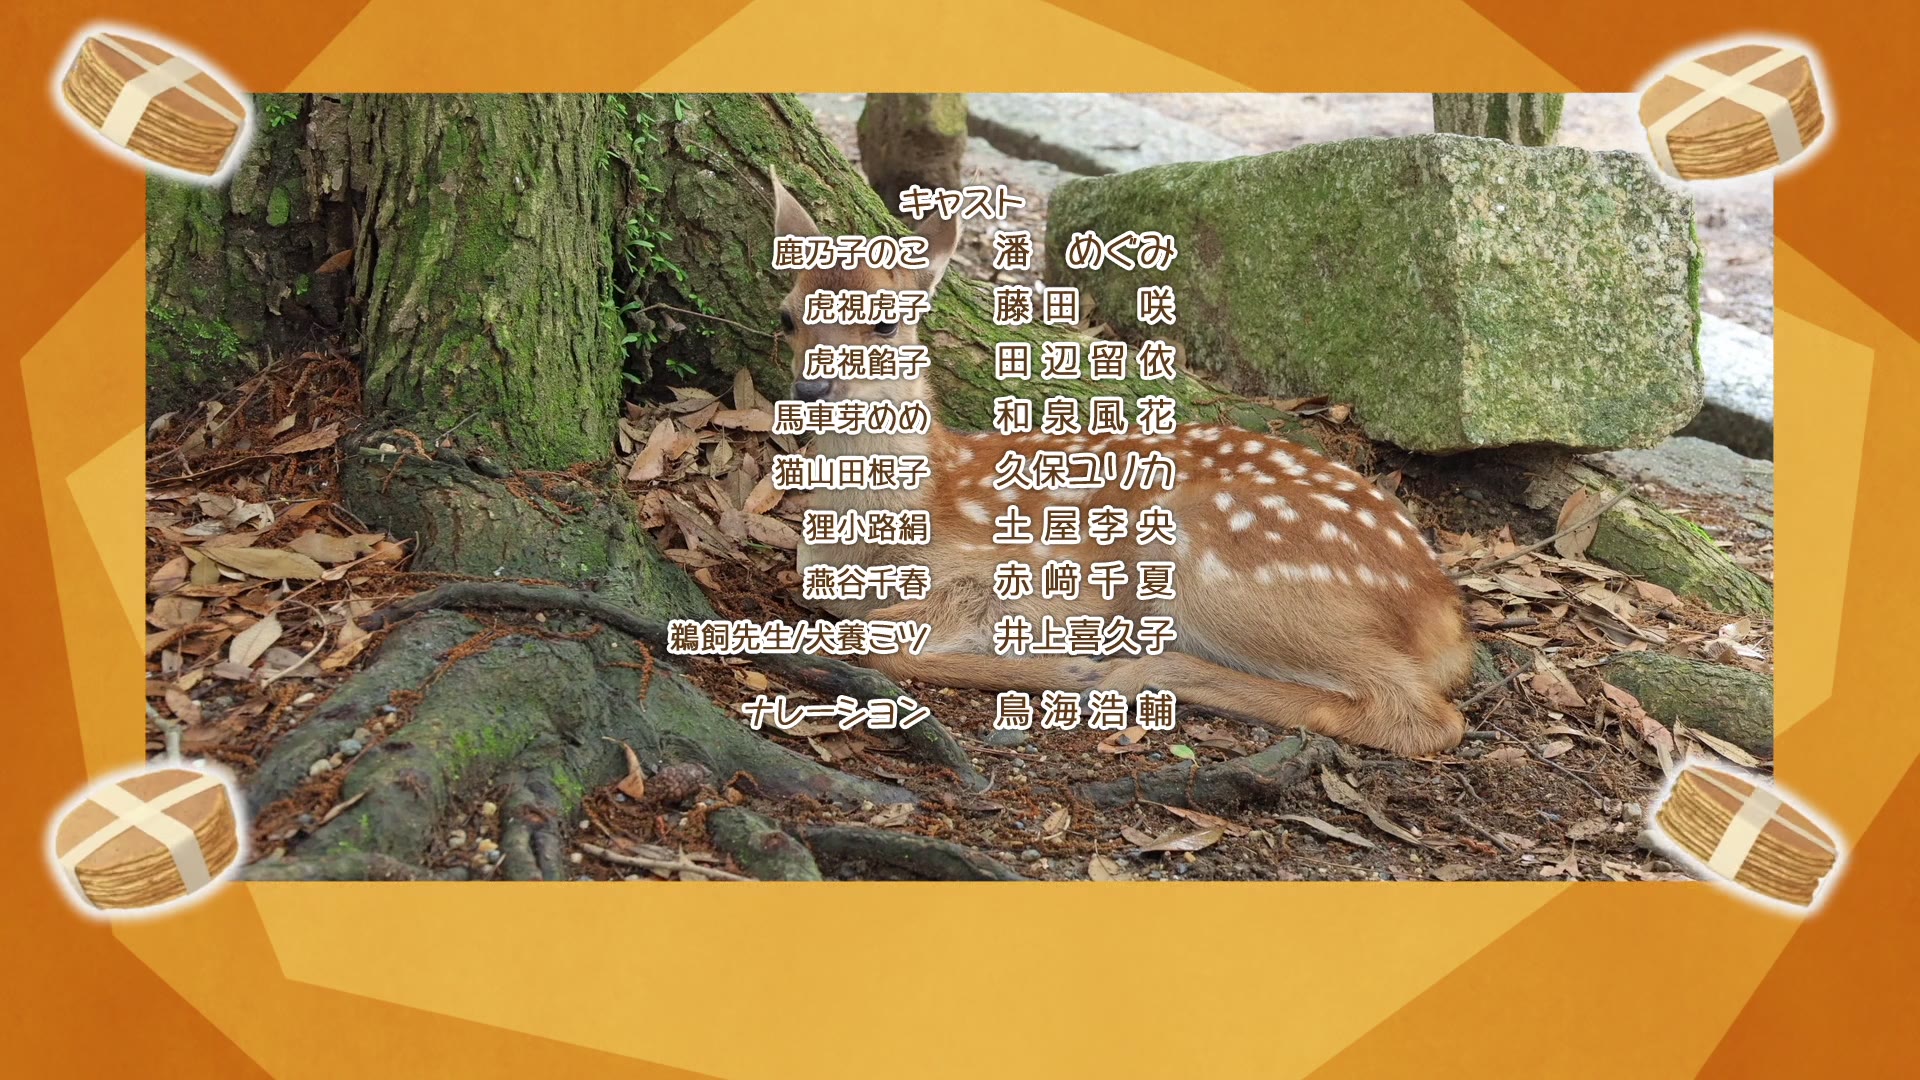 キャスト
鹿乃子のこ 潘 めぐみ
虎視虎子 藤田 咲
虎視餡子 田辺留依
馬車芽めめ 和泉風花
猫山田根子 久保ユリカ
狸小路絹 土屋李央
燕谷千春 赤﨑千夏
鵜飼先生/犬養ミツ 井上喜久子
ナレーション 鳥海浩輔